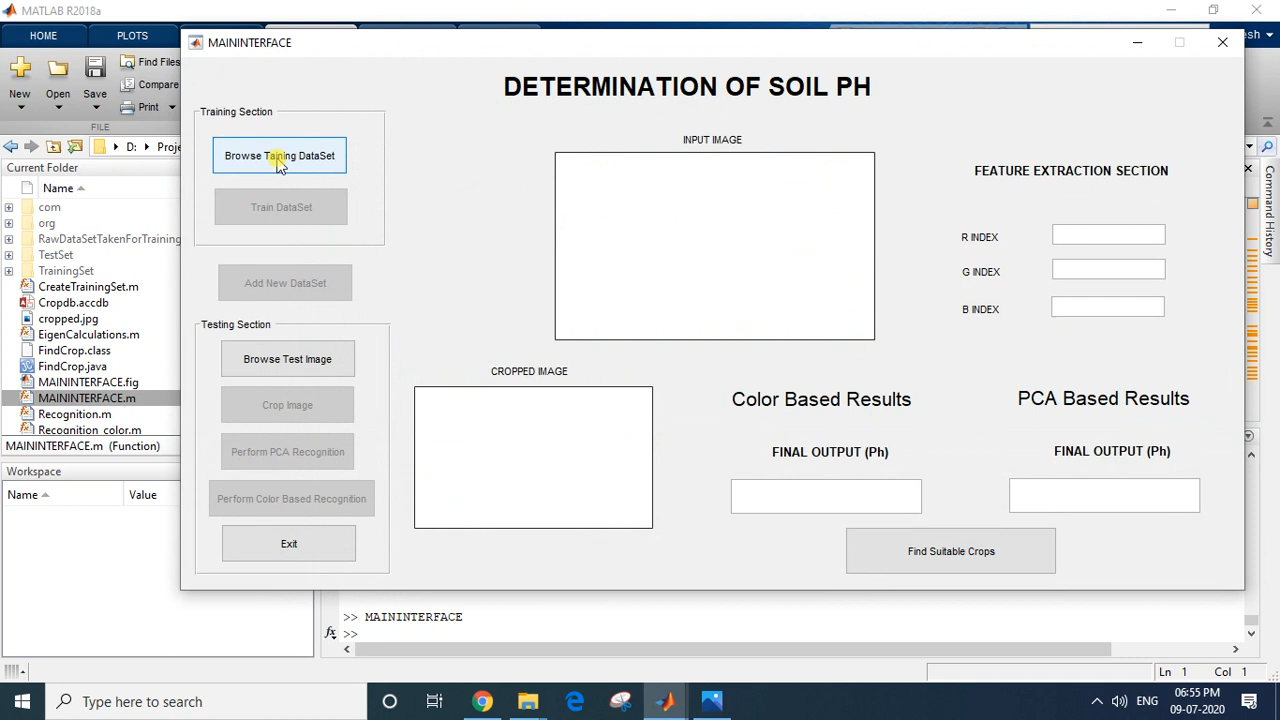 MATLAB R2018a
HOME
PLOTS
esh
New
Open
Save
Find Files
Compare
Print
FILE
D:
Proje
Current Folder
Name
com
org
RawDataSetTakenForTraining
TestSet
TrainingSet
CreateTrainingSet.m
Cropdb.accdb
cropped.jpg
EigenCalculations.m
FindCrop.class
FindCrop.java
MAININTERFACE.fig
MAININTERFACE.m
Recognition.m
Recognition_color.m
MAININTERFACE.m (Function)
Workspace
Name
Value
MAININTERFACE
DETERMINATION OF SOIL PH
Training Section
Browse Taining DataSet
Train DataSet
Add New DataSet
Testing Section
Browse Test Image
Crop Image
Perform PCA Recognition
Perform Color Based Recognition
Exit
INPUT IMAGE
CROPPED IMAGE
FEATURE EXTRACTION SECTION
R INDEX
G INDEX
B INDEX
Color Based Results
PCA Based Results
FINAL OUTPUT (Ph)
FINAL OUTPUT (Ph)
Find Suitable Crops
Command History
>> MAININTERFACE
fx >>
Ln 1 Col 1
Type here to search
ENG
06:55 PM
09-07-2020